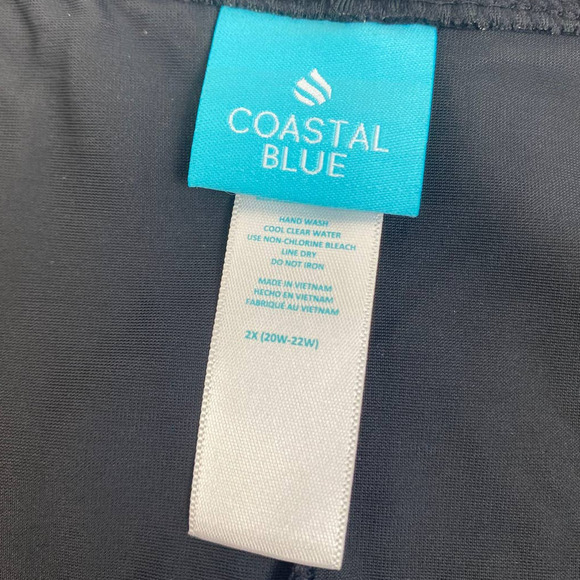 COASTAL
BLUE
HAND WASH
COOL CLEAR WATER
USE NON-CHLORINE BLEACH
LINE DRY
DO NOT IRON
MADE IN VIETNAM
HECHO EN VIETNAM
FABRIQUÉ AU VIETNAM
2X (20W-22W)